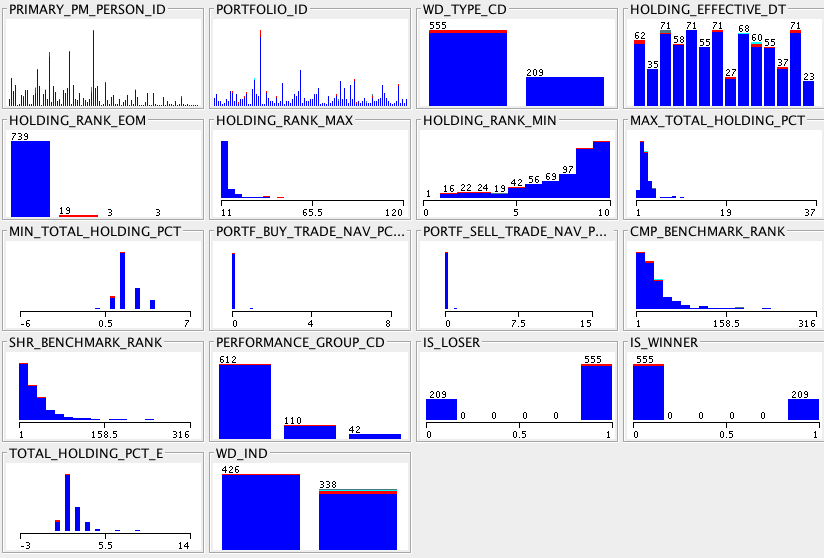 PRIMARY_PM_PERSON_ID
PORTFOLIO_ID
WD_TYPE_CD
555
209
HOLDING_EFFECTIVE_DT
62 35 71 58 71 55 71 27 68 60 55 37 71 23
HOLDING_RANK_EOM
739
19 3 3
HOLDING_RANK_MAX
11 65.5 120
HOLDING_RANK_MIN
1 16 22 24 19 42 56 69 97
0 5 10
MAX_TOTAL_HOLDING_PCT
1 19 37
MIN_TOTAL_HOLDING_PCT
-6 0.5 7
PORTF_BUY_TRADE_NAV_PC...
0 4 8
PORTF_SELL_TRADE_NAV_P...
0 7.5 15
CMP_BENCHMARK_RANK
1 158.5 316
SHR_BENCHMARK_RANK
1 158.5 316
PERFORMANCE_GROUP_CD
612
110
42
IS_LOSER
209 0 0 0 0 555
0 0.5 1
IS_WINNER
555 0 0 0 0 209
0 0.5 1
TOTAL_HOLDING_PCT_E
-3 5.5 14
WD_IND
426
338